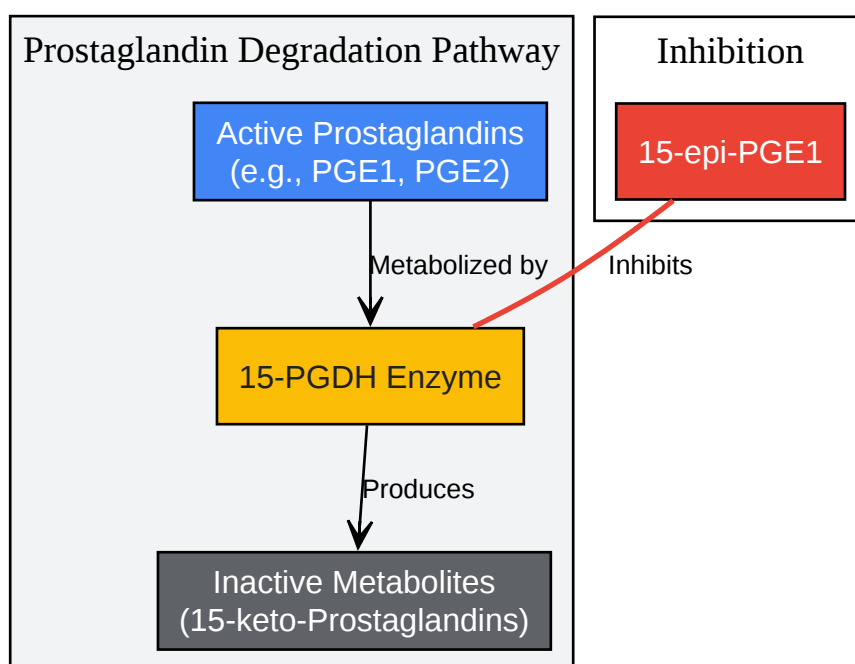 Prostaglandin Degradation Pathway
Inhibition
Active Prostaglandins
(e.g., PGE1, PGE2)
15-epi-PGE1
Metabolized by
Inhibits
15-PGDH Enzyme
Produces
Inactive Metabolites
(15-keto-Prostaglandins)